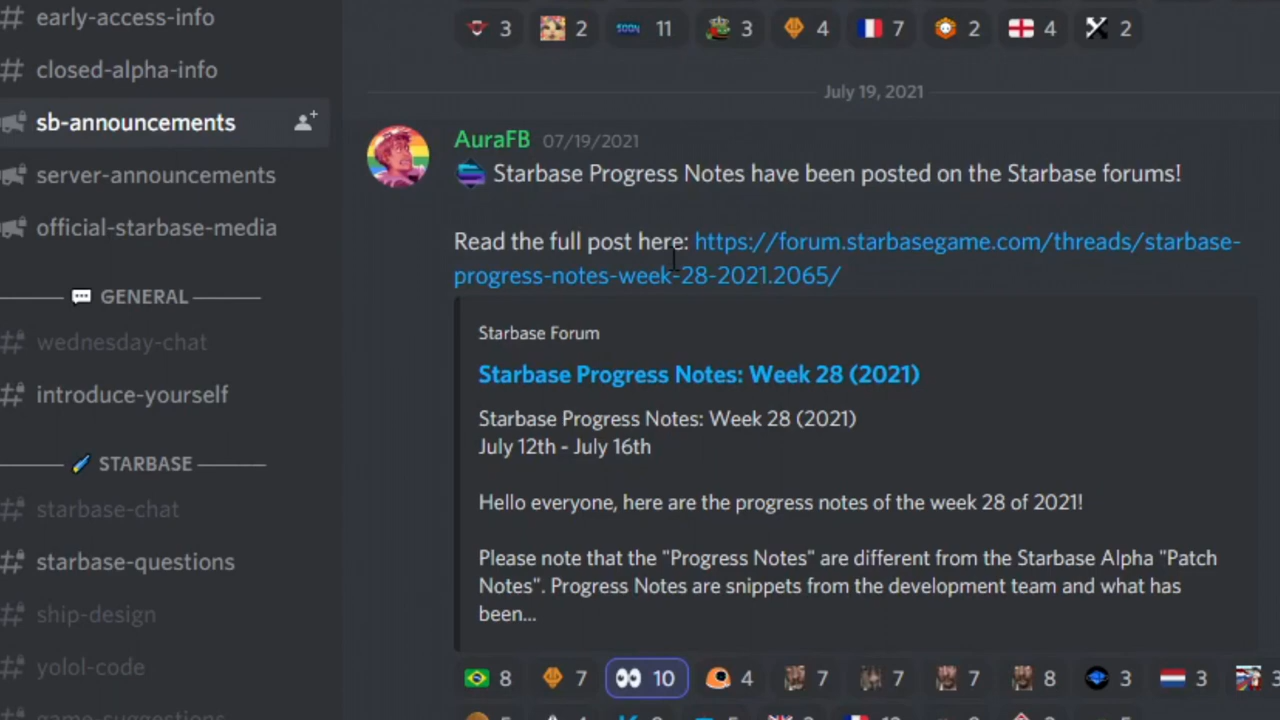 early-access-info
3 2 SOON 11 3 4 7 2 4 2
closed-alpha-info
July 19, 2021
sb-announcements
AuraFB 07/19/2021
Starbase Progress Notes have been posted on the Starbase forums!
server-announcements
official-starbase-media
Read the full post here: https://forum.starbasegame.com/threads/starbase-
progress-notes-week-28-2021.2065/
GENERAL
Starbase Forum
wednesday-chat
Starbase Progress Notes: Week 28 (2021)
introduce-yourself
Starbase Progress Notes: Week 28 (2021)
July 12th - July 16th
STARBASE
Hello everyone, here are the progress notes of the week 28 of 2021!
starbase-chat
starbase-questions
Please note that the "Progress Notes" are different from the Starbase Alpha "Patch
Notes". Progress Notes are snippets from the development team and what has
been...
ship-design
yolol-code
8 7 10 4 7 7 7 8 3 3 3
game-suggestions